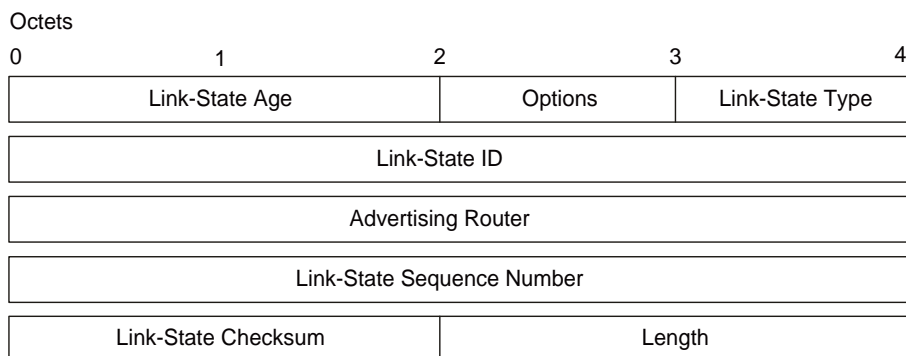 Octets
0 1 2 3 4
Link-State Age Options Link-State Type
Link-State ID
Advertising Router
Link-State Sequence Number
Link-State Checksum Length